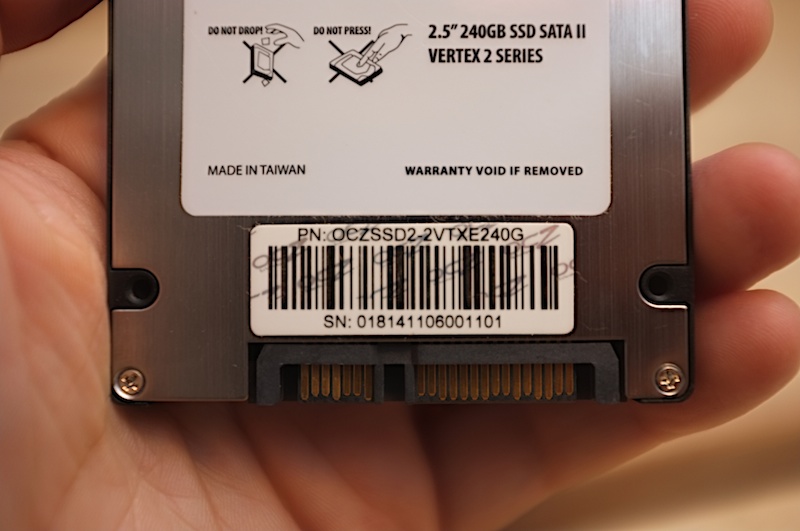 DO NOT DROP!
DO NOT PRESS!
2.5" 240GB SSD SATA II
VERTEX 2 SERIES
MADE IN TAIWAN
WARRANTY VOID IF REMOVED
PN: OCZSSD2-2VTXE240G
SN: 018141106001101